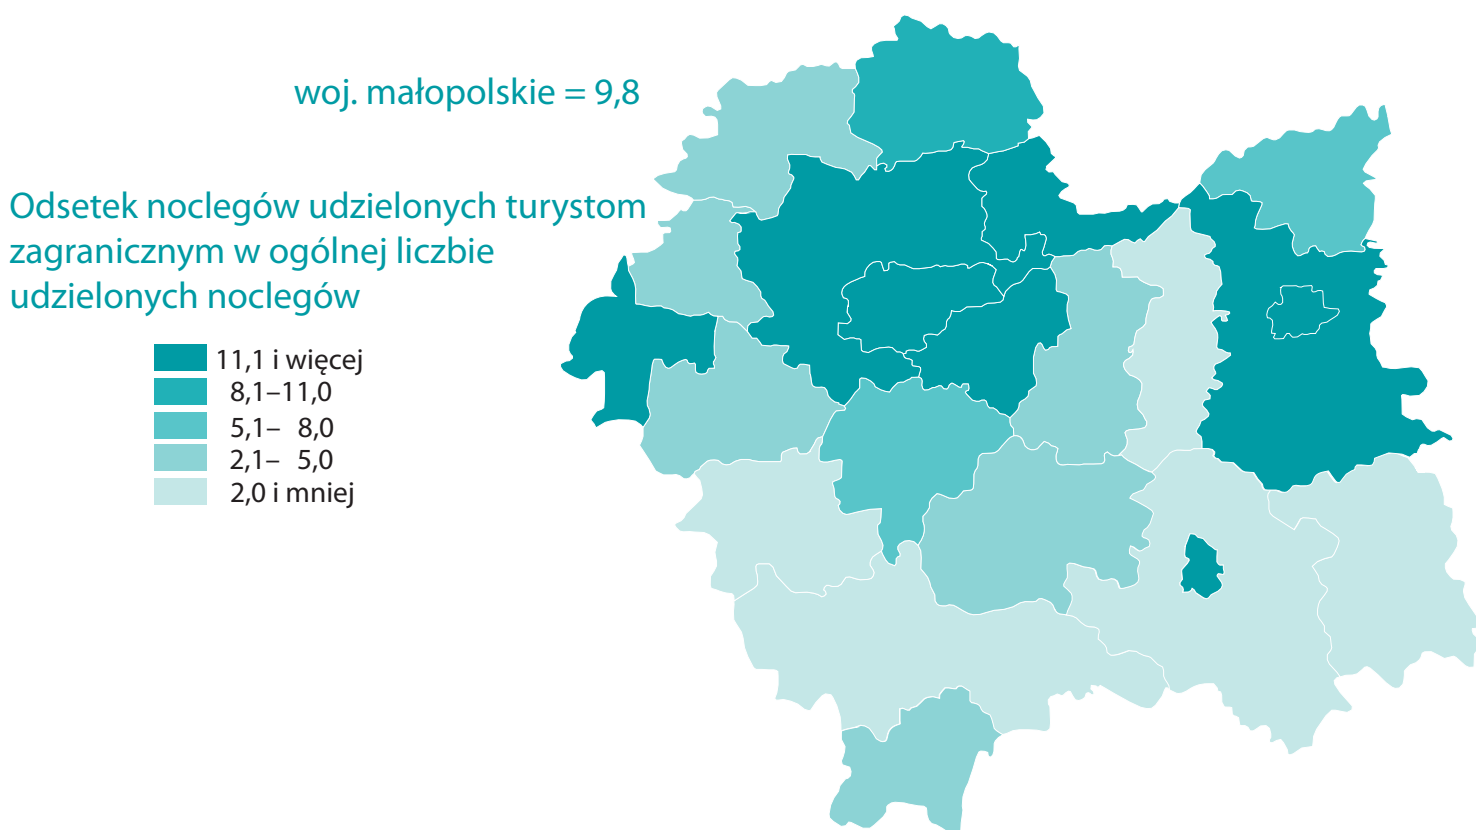 woj. małopolskie = 9,8
Odsetek noclegów udzielonych turystom
zagranicznym w ogólnej liczbie
udzielonych noclegów
11,1 i więcej
8,1–11,0
5,1– 8,0
2,1– 5,0
2,0 i mniej